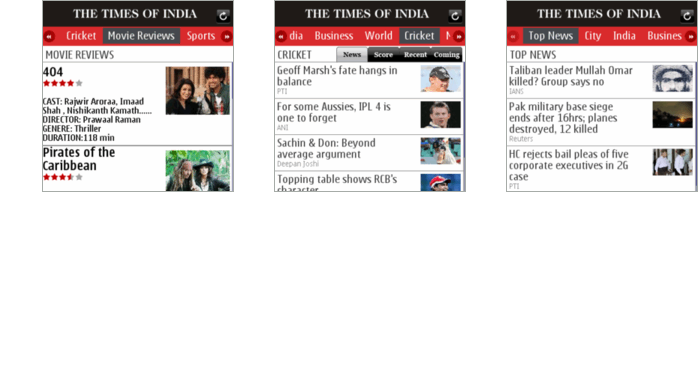 THE TIMES OF INDIA
Cricket Movie Reviews Sports
MOVIE REVIEWS
404
CAST: Rajwir Aroraa, Imaad
Shah , Nishikanth Kamath......
DIRECTOR: Prawaal Raman
GENERE: Thriller
DURATION:118 min
Pirates of the
Caribbean
THE TIMES OF INDIA
dia Business World Cricket N
CRICKET News Score Recent Coming
Geoff Marsh's fate hangs in
balance
PTI
For some Aussies, IPL 4 is
one to forget
ANI
Sachin & Don: Beyond
average argument
Deepan Joshi
Topping table shows RCB's
character
THE TIMES OF INDIA
Top News City India Busines
TOP NEWS
Taliban leader Mullah Omar
killed? Group says no
IANS
Pak military base siege
ends after 16hrs; planes
destroyed, 12 killed
Reuters
HC rejects bail pleas of five
corporate executives in 2G
case
PTI